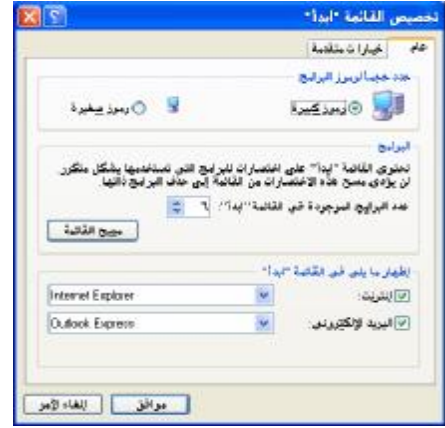 تخصيص القائمة "ابدأ"
عام
خيارات متقدمة
حدد حجماً لرموز البرامج
رموز كبيرة
رموز صغيرة
البرامج
تحتوي القائمة "ابدأ" على اختصارات للبرامج التي تستخدمها بشكل متكرر.
لن يؤدي مسح هذه الاختصارات من القائمة إلى حذف البرامج ذاتها.
عدد البرامج الموجودة في القائمة "ابدأ": ٦
مسح القائمة
إظهار ما يلي في القائمة "ابدأ"
إنترنت: Internet Explorer
البريد الإلكتروني: Outlook Express
موافق
إلغاء الأمر